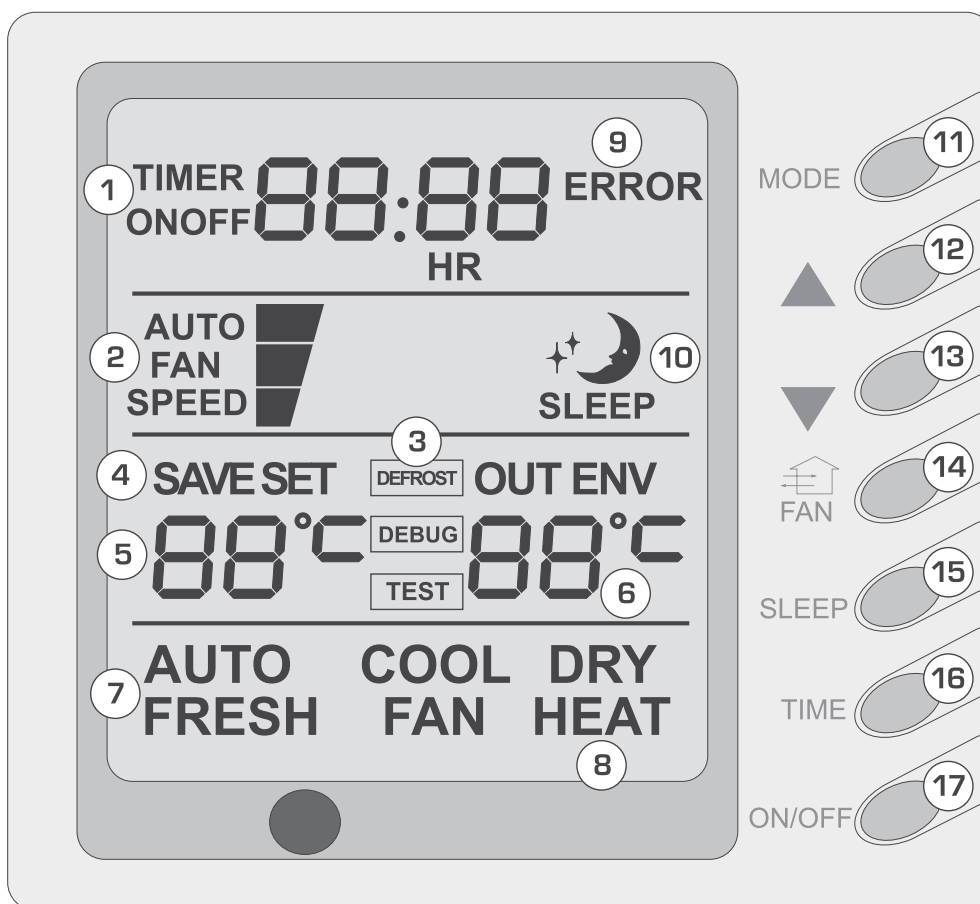 9
11
1 TIMER 88:88 ERROR
MODE
ONOFF
HR
12
AUTO
2 FAN
10
13
SPEED
SLEEP
3
4 SAVE SET DEFROST OUT ENV
14
FAN
5 88°C DEBUG 88°C
TEST
6
15
SLEEP
AUTO COOL DRY
16
7
FRESH FAN HEAT
TIME
8
17
ON/OFF